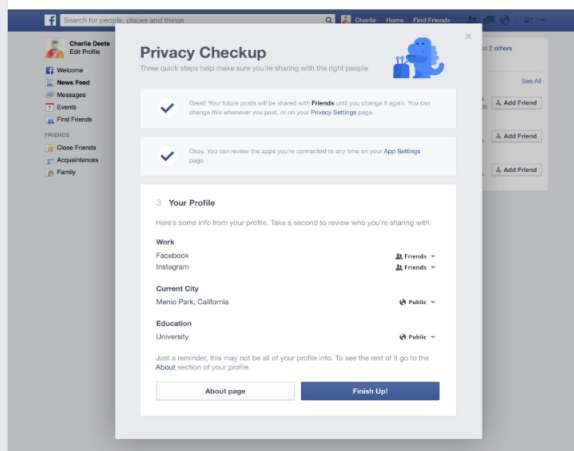 Search for people, places and things
Charlie Home Find Friends
Charlie Deets
Edit Profile
Welcome
News Feed
Messages
Events
Find Friends
FRIENDS
Close Friends
Acquaintences
Family
Privacy Checkup
Three quick steps help make sure you're sharing with the right people
Great! Your future posts will be shared with Friends until you change it again. You can
change this whenever you post, or on your Privacy Settings page.
Okay. You can review the apps you're connected to any time on your App Settings
page.
3 Your Profile
Here's some info from your profile. Take a second to review who you're sharing with.
Work
Facebook Friends
Instagram Friends
Current City
Menlo Park, California Public
Education
University Public
Just a reminder, this may not be all of your profile info. To see the rest of it go to the
About section of your profile.
About page Finish Up!
2 others
See All
Add Friend
Add Friend
Add Friend